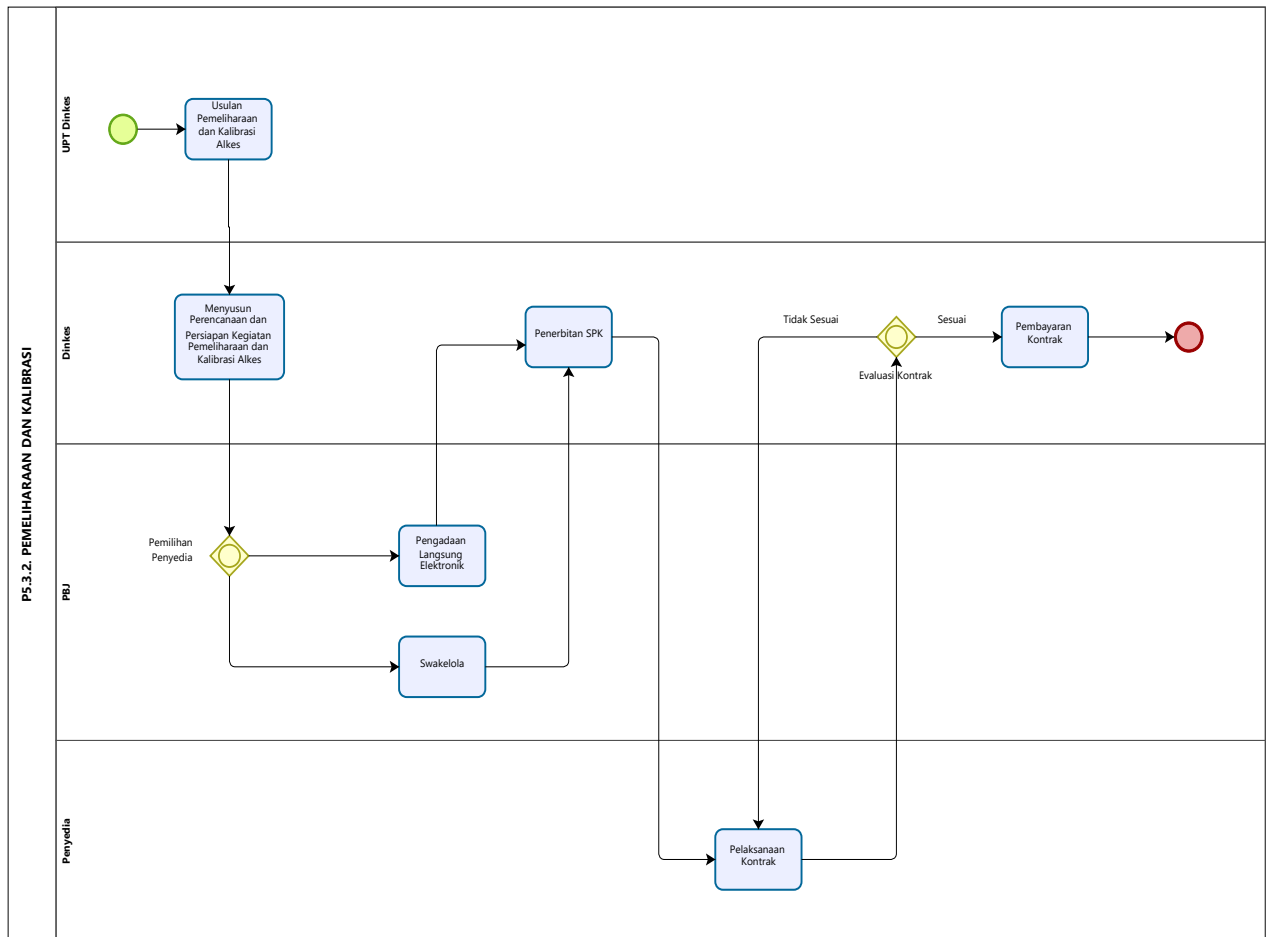 P5.3.2. PEMELIHARAAN DAN KALIBRASI
UPT Dinkes
Usulan
Pemeliharaan
dan Kalibrasi
Alkes
Dinkes
Menyusun
Perencanaan dan
Persiapan Kegiatan
Pemeliharaan dan
Kalibrasi Alkes
Penerbitan SPK
Tidak Sesuai
Sesuai
Evaluasi Kontrak
Pembayaran
Kontrak
PBJ
Pemilihan
Penyedia
Pengadaan
Langsung
Elektronik
Swakelola
Penyedia
Pelaksanaan
Kontrak